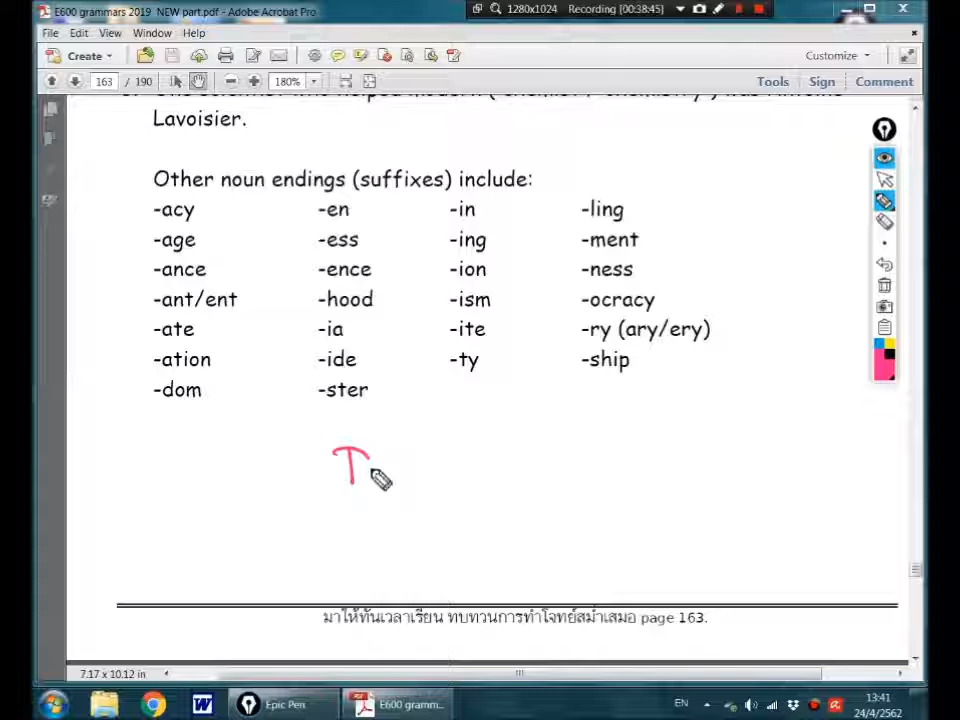 E600 grammars 2019 NEW part.pdf - Adobe Acrobat Pro
1280x1024 Recording [00:38:45]
File Edit View Window Help
Create Customize
163 / 190 180% Tools Sign Comment
Lavoisier.
Other noun endings (suffixes) include:
-acy -en -in -ling
-age -ess -ing -ment
-ance -ence -ion -ness
-ant/ent -hood -ism -ocracy
-ate -ia -ite -ry (ary/ery)
-ation -ide -ty -ship
-dom -ster
T
มาให้ทันเวลาเรียน ทบทวนการทำโจทย์สม่ำเสมอ page 163.
7.17 x 10.12 in
Epic Pen E600 gramm... EN 13:41
24/4/2562